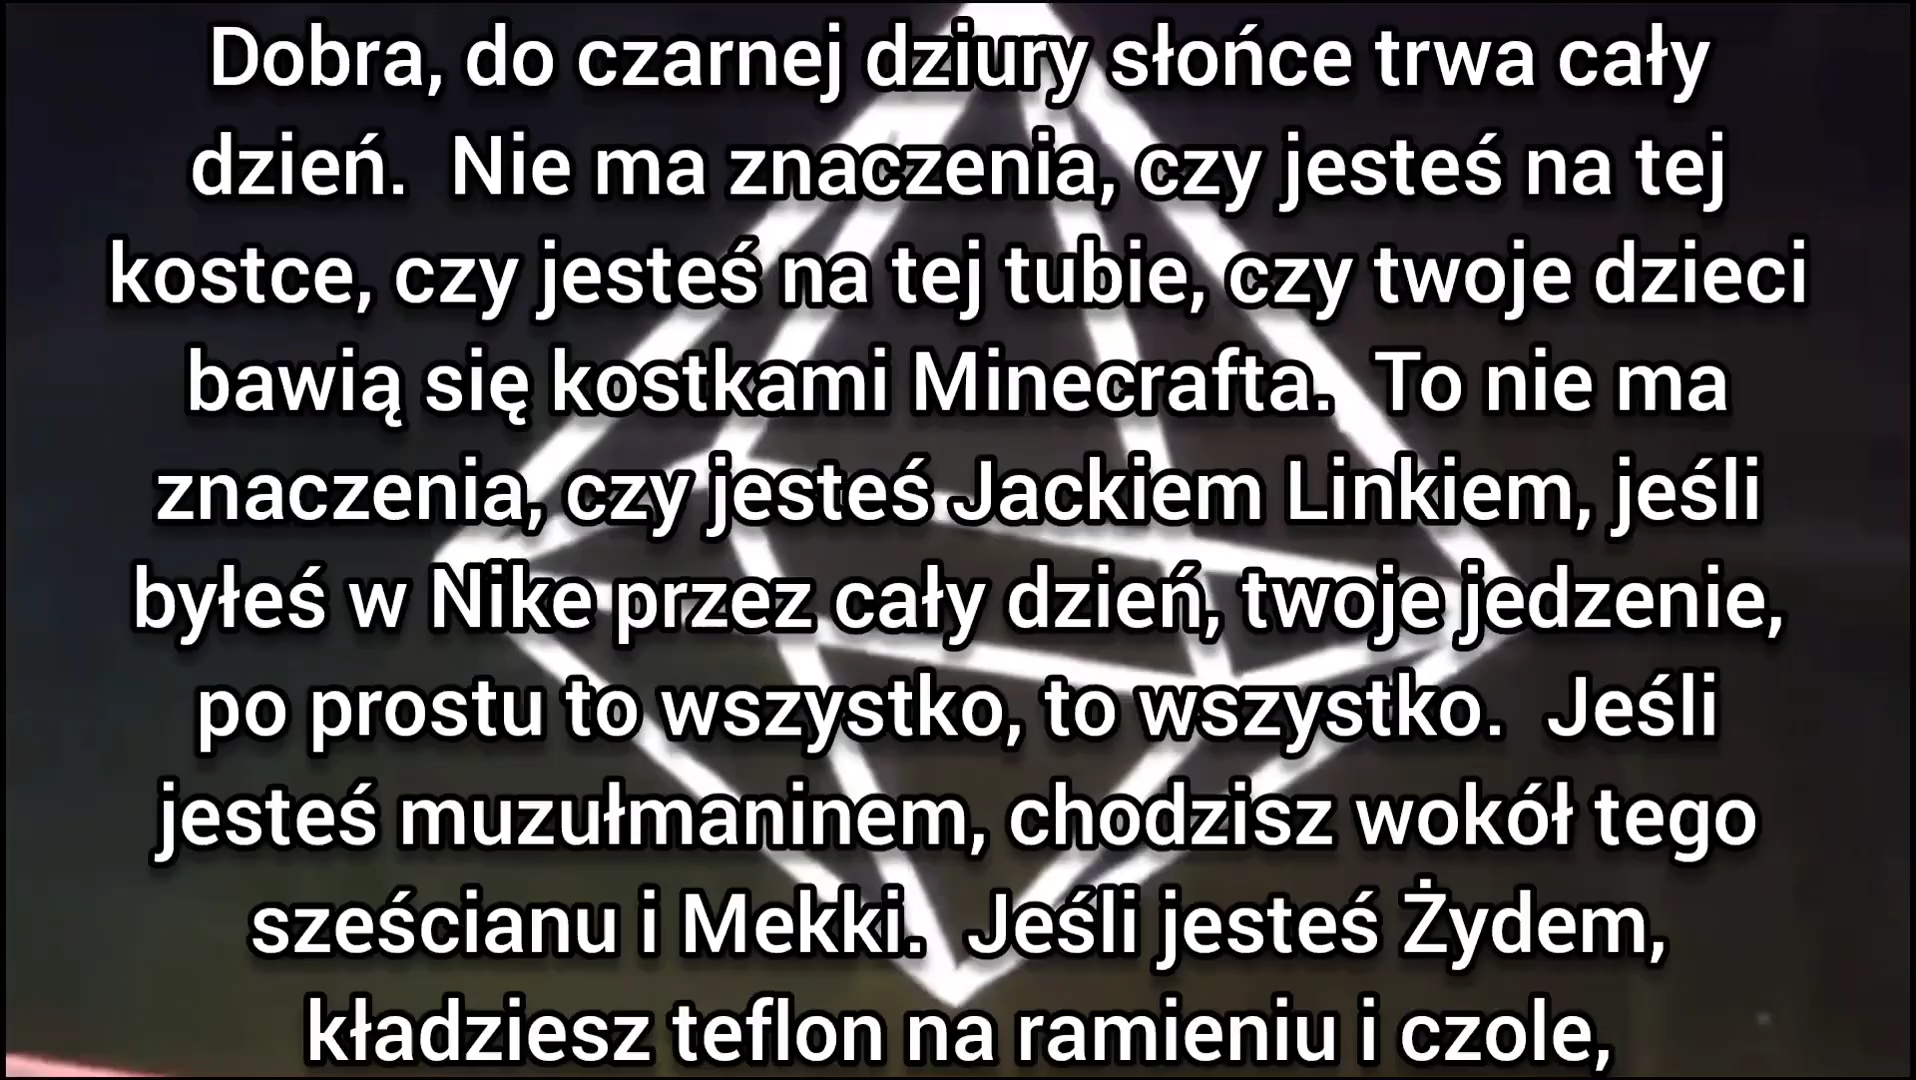 Dobra, do czarnej dziury słońce trwa cały
dzień.  Nie ma znaczenia, czy jesteś na tej
kostce, czy jesteś na tej tubie, czy twoje dzieci
bawią się kostkami Minecrafta.  To nie ma
znaczenia, czy jesteś Jackiem Linkiem, jeśli
byłeś w Nike przez cały dzień, twoje jedzenie,
po prostu to wszystko, to wszystko.  Jeśli
jesteś muzułmaninem, chodzisz wokół tego
sześcianu i Mekki.  Jeśli jesteś Żydem,
kładziesz teflon na ramieniu i czole,